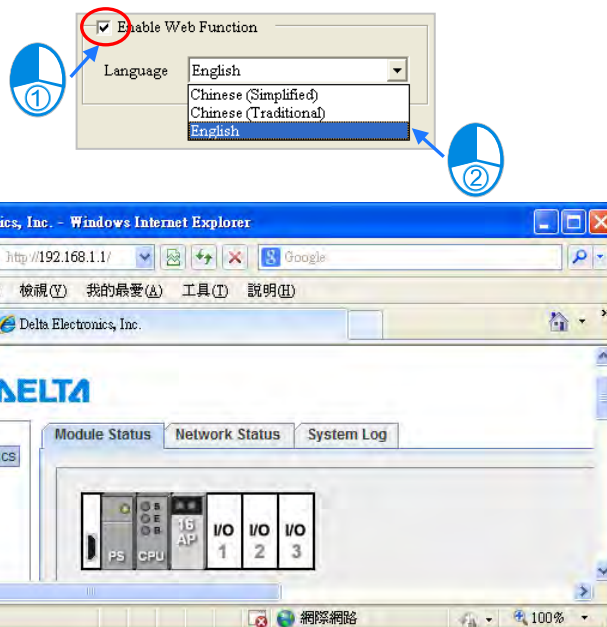 Enable Web Function
Language English
Chinese (Simplified)
Chinese (Traditional)
English
1
2
ics, Inc. - Windows Internet Explorer
http://192.168.1.1/ Google
檢視(V) 我的最愛(A) 工具(T) 說明(H)
Delta Electronics, Inc.
DELTA
Module Status Network Status System Log
ics
PS CPU 16 AP I/O 1 I/O 2 I/O 3
網際網路 100%